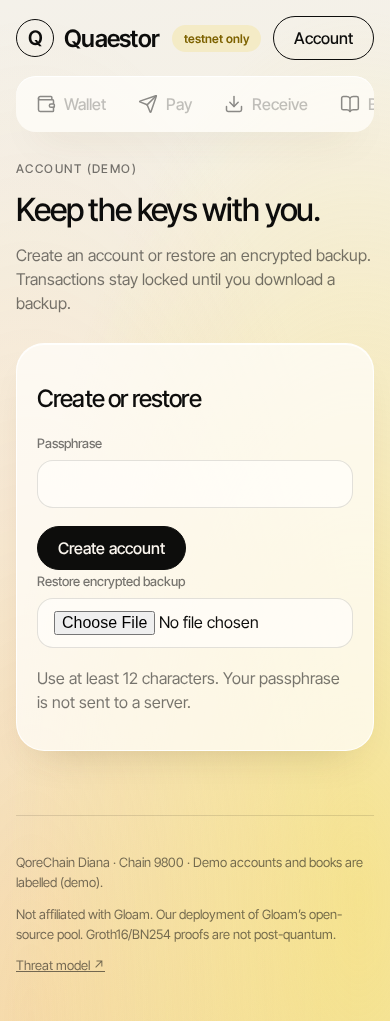 Q Quaestor testnet only Account
Wallet Pay Receive
ACCOUNT (DEMO)
Keep the keys with you.
Create an account or restore an encrypted backup.
Transactions stay locked until you download a
backup.
Create or restore
Passphrase
Create account
Restore encrypted backup
Choose File No file chosen
Use at least 12 characters. Your passphrase
is not sent to a server.
QoreChain Diana · Chain 9800 · Demo accounts and books are
labelled (demo).
Not affiliated with Gloam. Our deployment of Gloam’s open-
source pool. Groth16/BN254 proofs are not post-quantum.
Threat model ↗